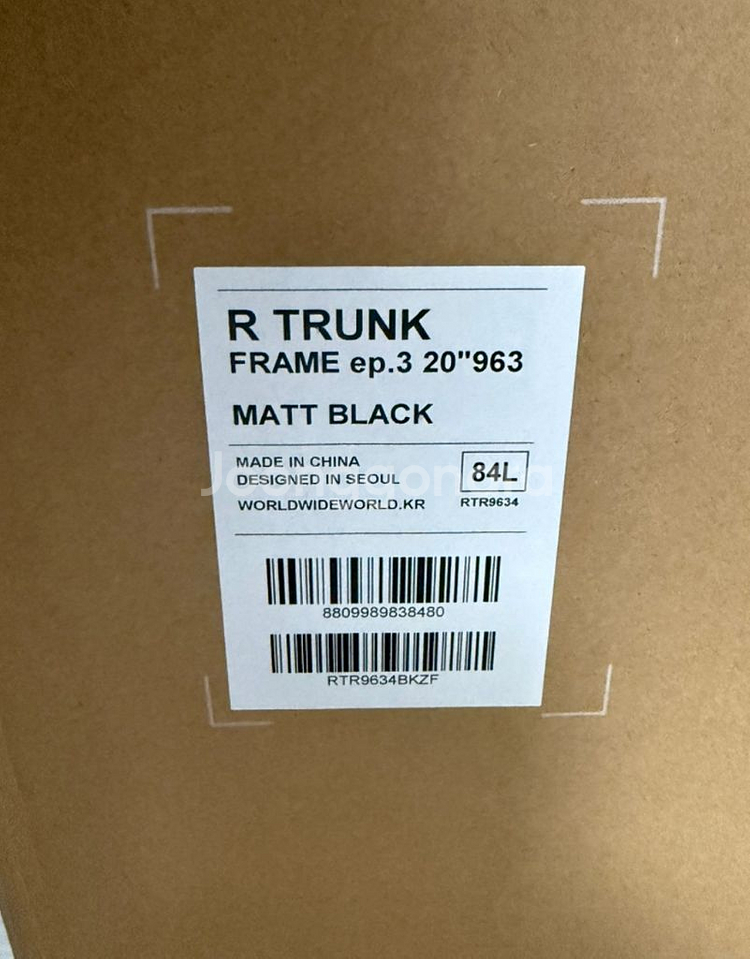 R TRUNK
FRAME ep.3 20"963
MATT BLACK
MADE IN CHINA
DESIGNED IN SEOUL
84L
WORLDWIDEWORLD.KR
RTR9634
Joonggonara
8809989838480
RTR9634BKZF